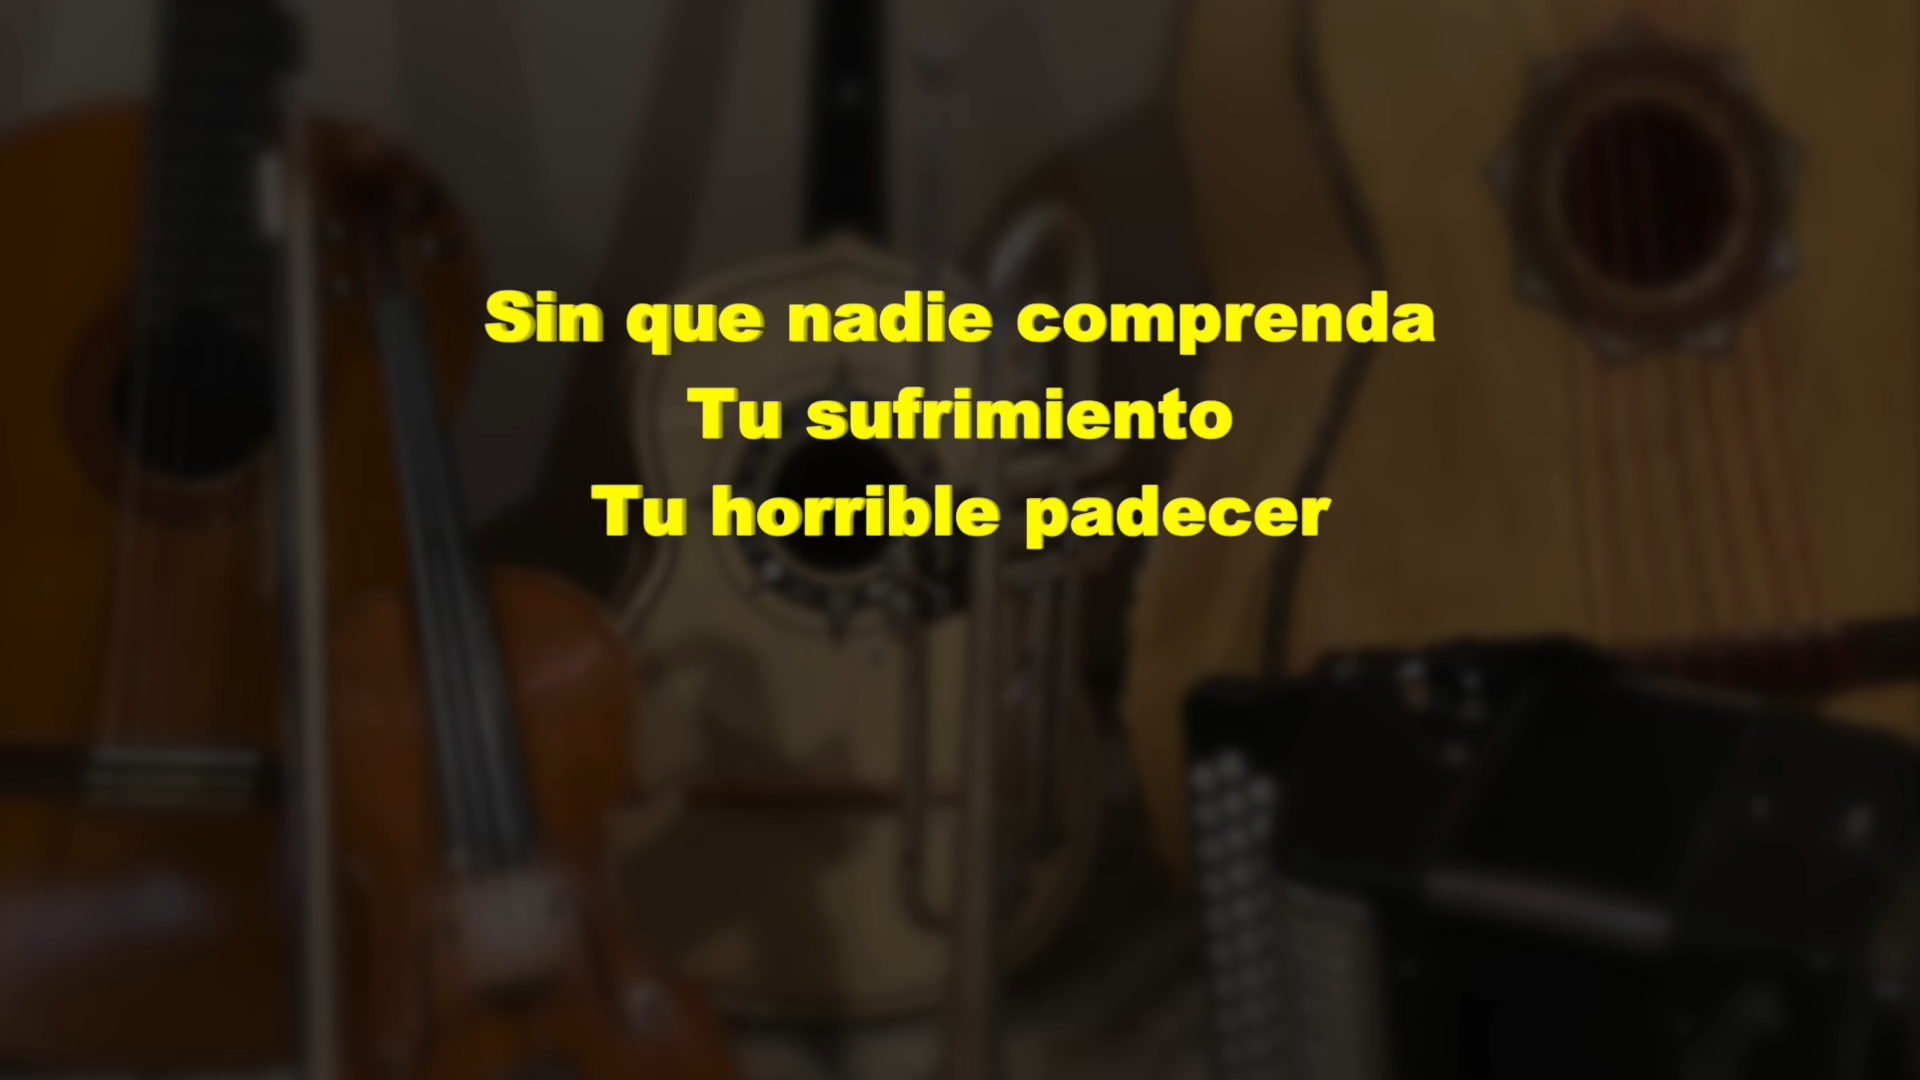 Sin que nadie comprenda
Tu sufrimiento
Tu horrible padecer